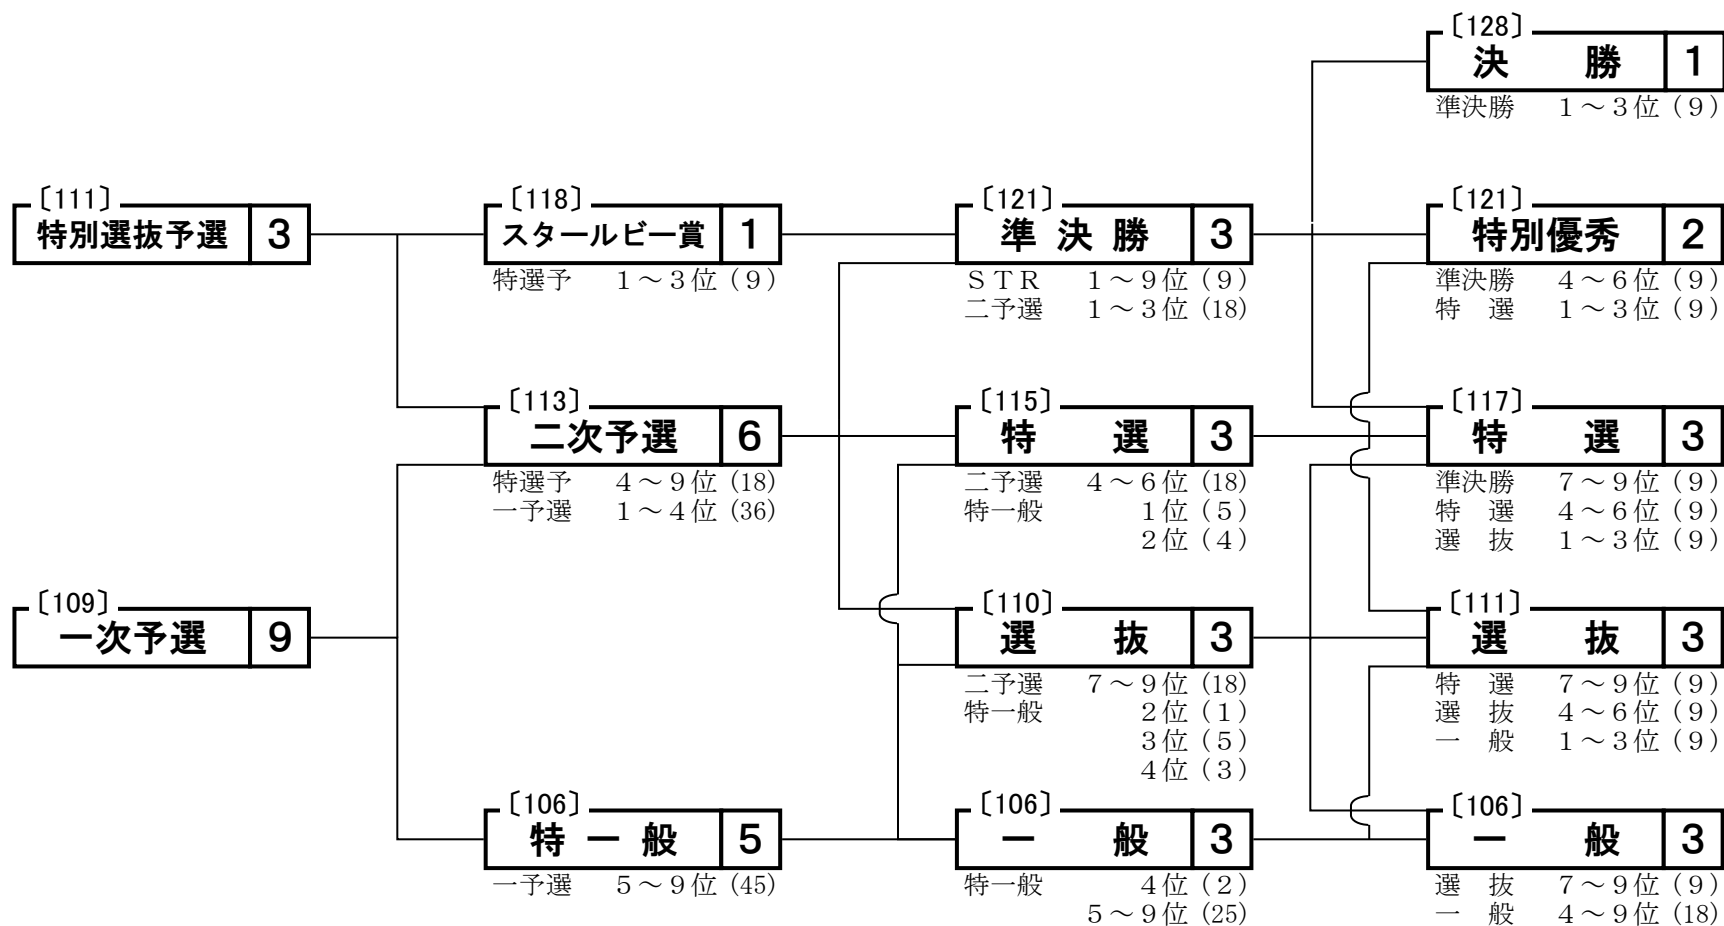 〔111〕
特別選抜予選 3
〔109〕
一次予選 9
〔118〕
スタールビー賞 1
特選予 1～3位 (9)
〔113〕
二次予選 6
特選予 4～9位 (18)
一予選 1～4位 (36)
〔106〕
特一般 5
一予選 5～9位 (45)
〔121〕
準決勝 3
ＳＴＲ 1～9位 (9)
二予選 1～3位 (18)
〔115〕
特選 3
二予選 4～6位 (18)
特一般 1位 (5)
2位 (4)
〔110〕
選抜 3
二予選 7～9位 (18)
特一般 2位 (1)
3位 (5)
4位 (3)
〔106〕
一般 3
特一般 4位 (2)
5～9位 (25)
〔128〕
決勝 1
準決勝 1～3位 (9)
〔121〕
特別優秀 2
準決勝 4～6位 (9)
特選 1～3位 (9)
〔117〕
特選 3
準決勝 7～9位 (9)
特選 4～6位 (9)
選抜 1～3位 (9)
〔111〕
選抜 3
特選 7～9位 (9)
選抜 4～6位 (9)
一般 1～3位 (9)
〔106〕
一般 3
選抜 7～9位 (9)
一般 4～9位 (18)